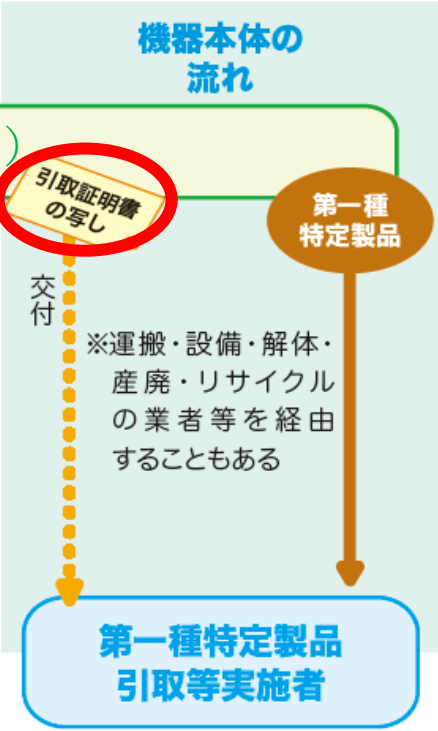 機器本体の
流れ
）
引取証明書
の写し
第一種
特定製品
交付
※運搬・設備・解体・
産廃・リサイクル
の業者等を経由
することもある
第一種特定製品
引取等実施者